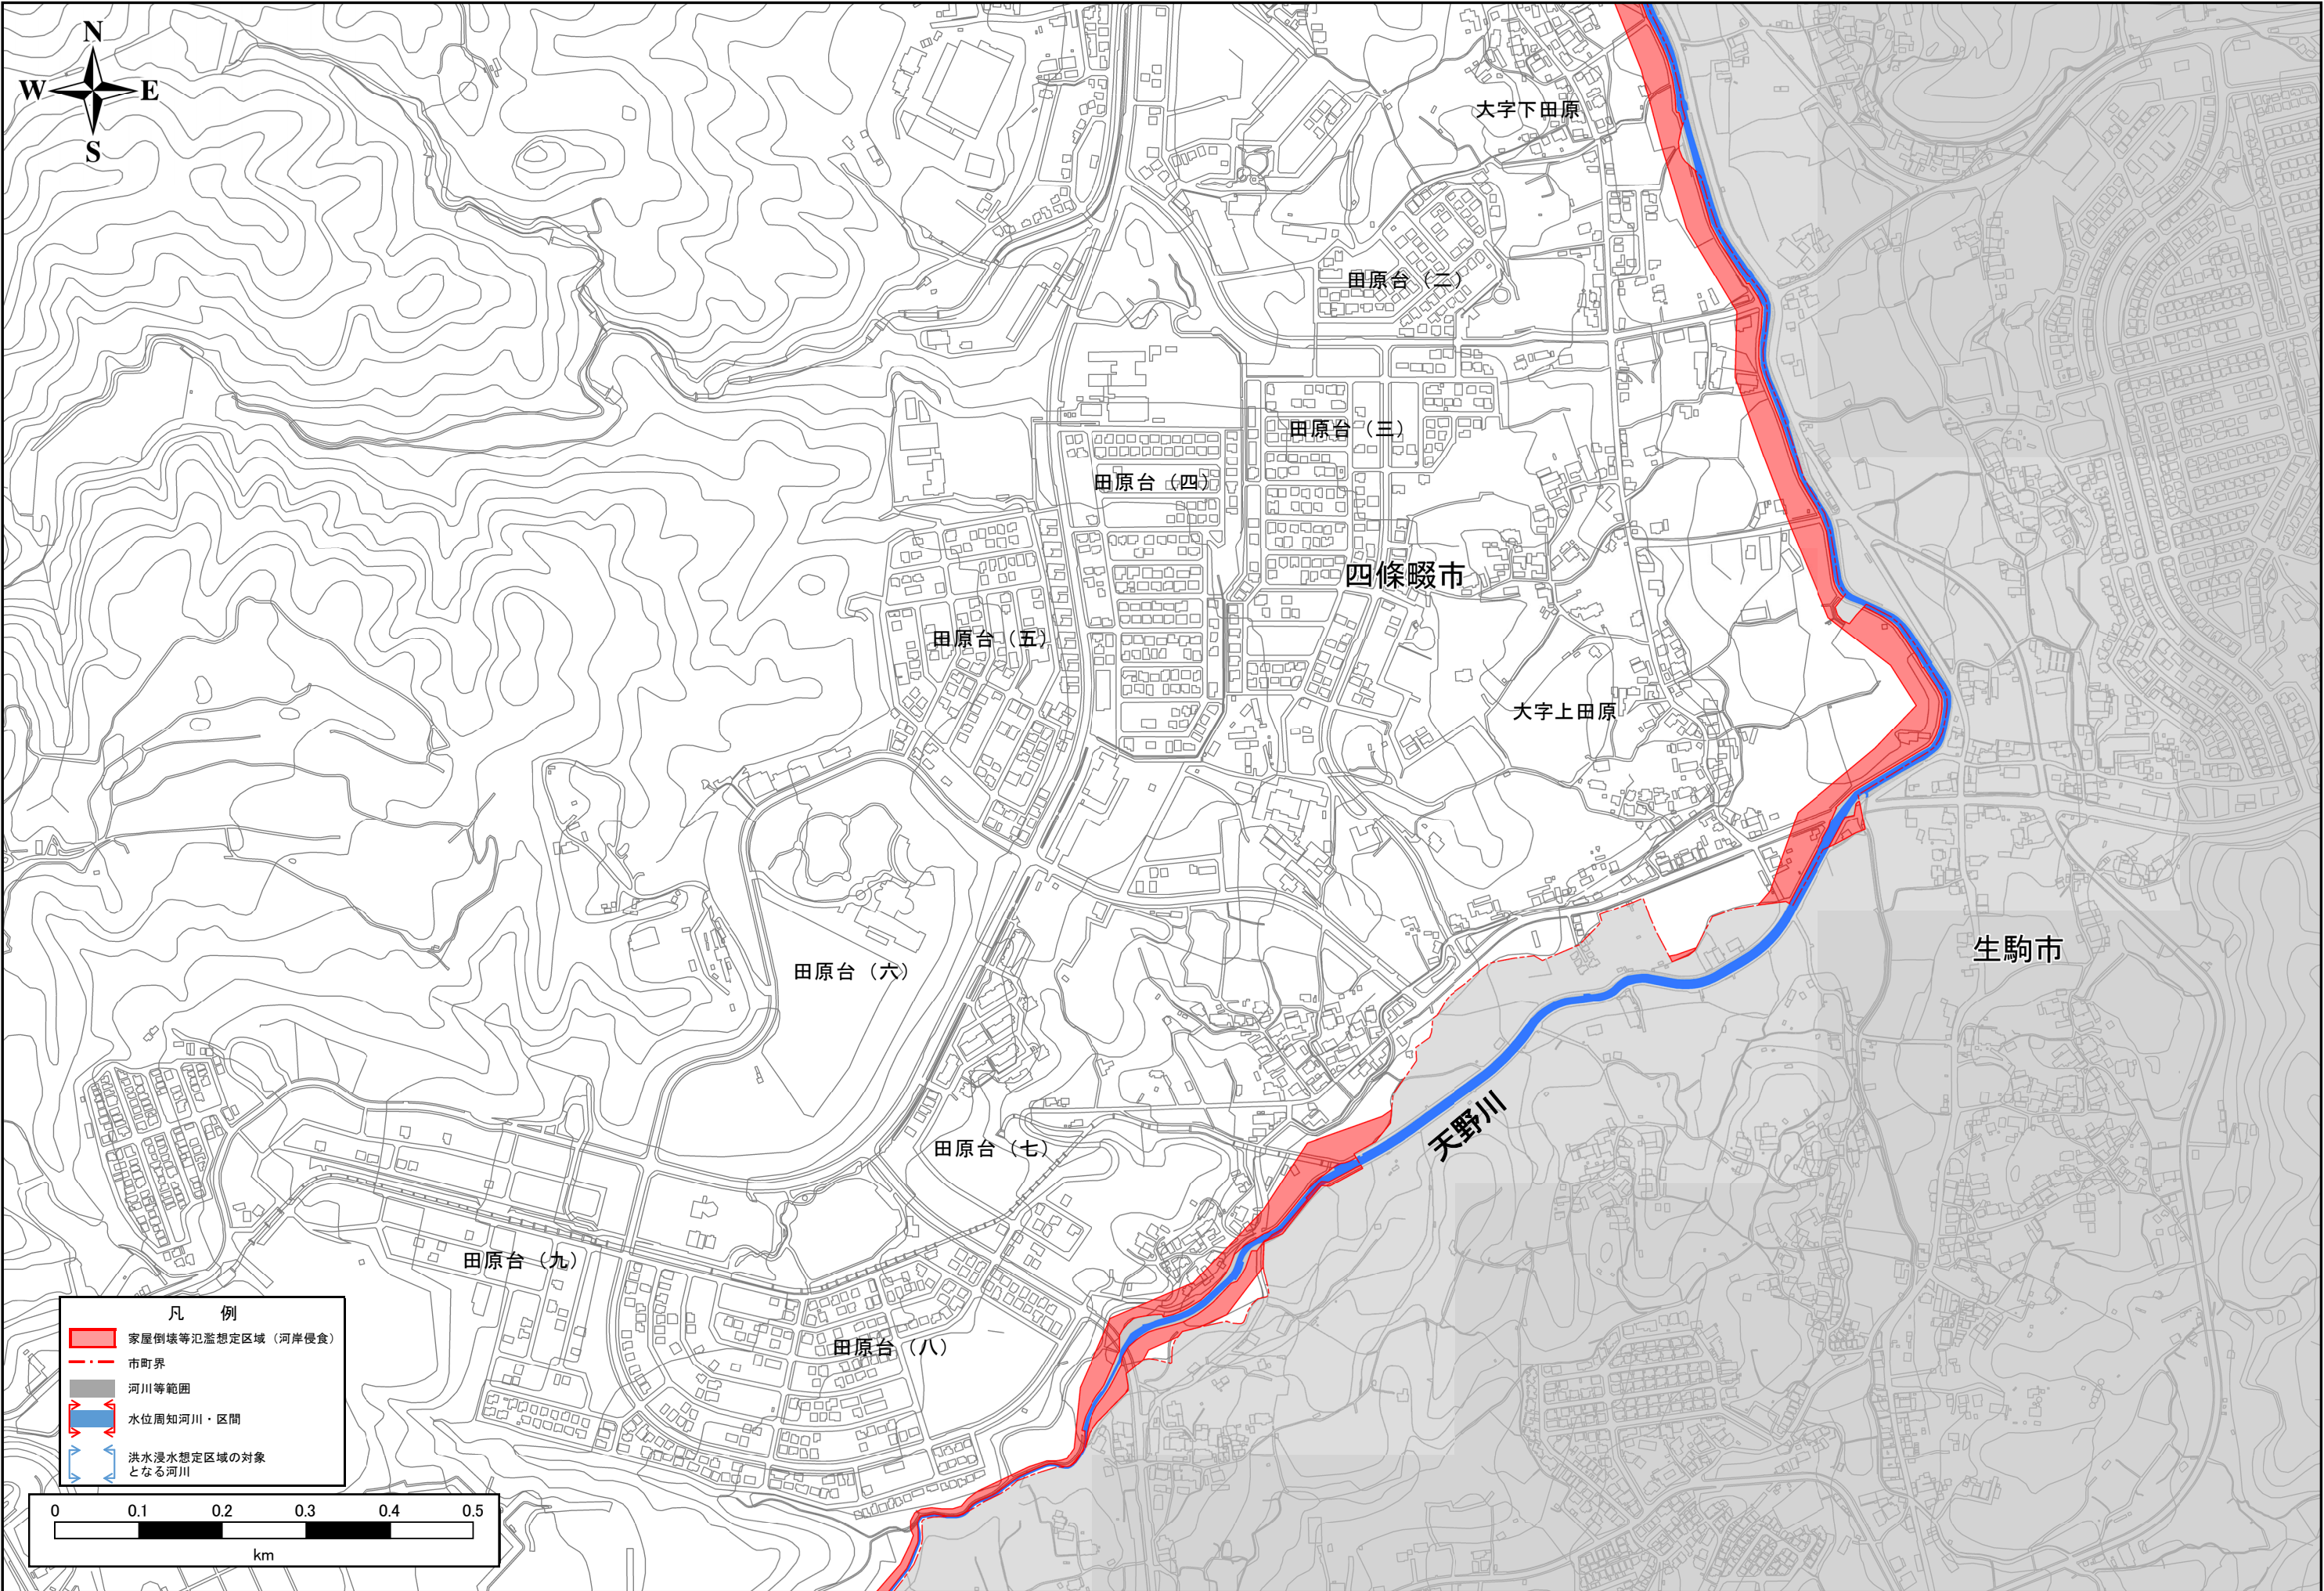 N
W E
S
大字下田原
田原台（二）
田原台（三）
田原台（四）
四條畷市
田原台（五）
大字上田原
生駒市
田原台（六）
天野川
田原台（七）
田原台（九）
田原台（八）
凡　例
家屋倒壊等氾濫想定区域（河岸侵食）
市町界
河川等範囲
水位周知河川・区間
洪水浸水想定区域の対象
となる河川
0 0.1 0.2 0.3 0.4 0.5
km